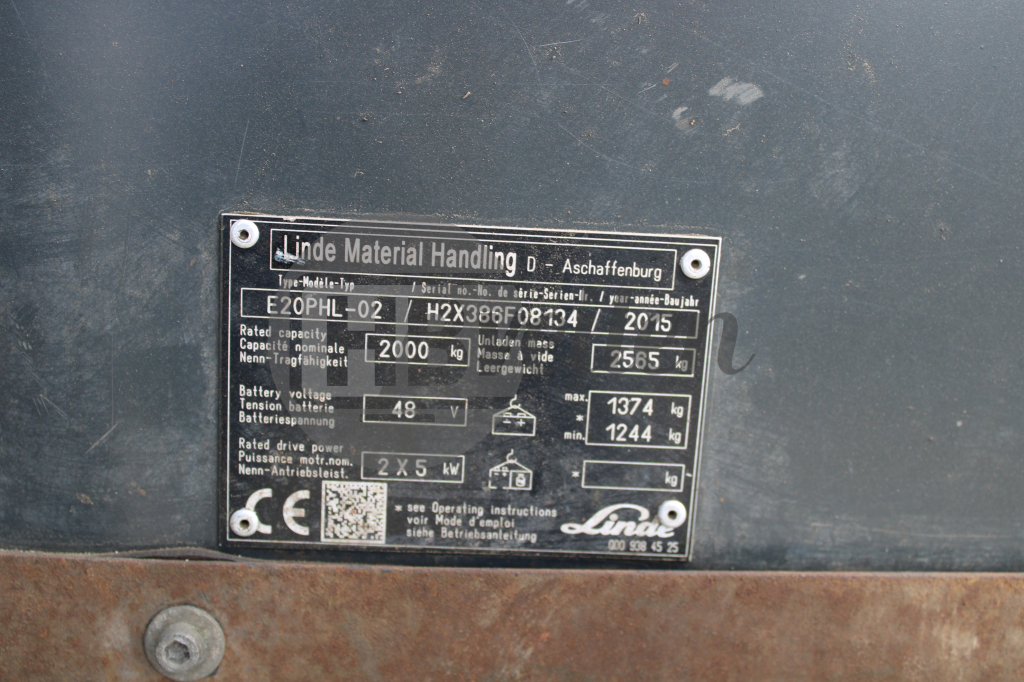 Linde Material Handling D - Aschaffenburg
Type-Modèle-Typ / Serial no.-No. de série-Serien-Nr. / year-année-Baujahr
E20PHL-02 / H2X386F08134 / 2015
Rated capacity
Capacité nominale
Nenn-Tragfähigkeit
2000 kg
Unladen mass
Masse à vide
Leergewicht
2565 kg
Battery voltage
Tension batterie
Batteriespannung
48 V
max. 1374 kg
*
min. 1244 kg
Rated drive power
Puissance motr.nom.
Nenn-Antriebsleist.
2 X 5 kW
* kg
CE
* see Operating instructions
voir Mode d'emploi
siehe Betriebsanleitung
Linde
000 938 45 25